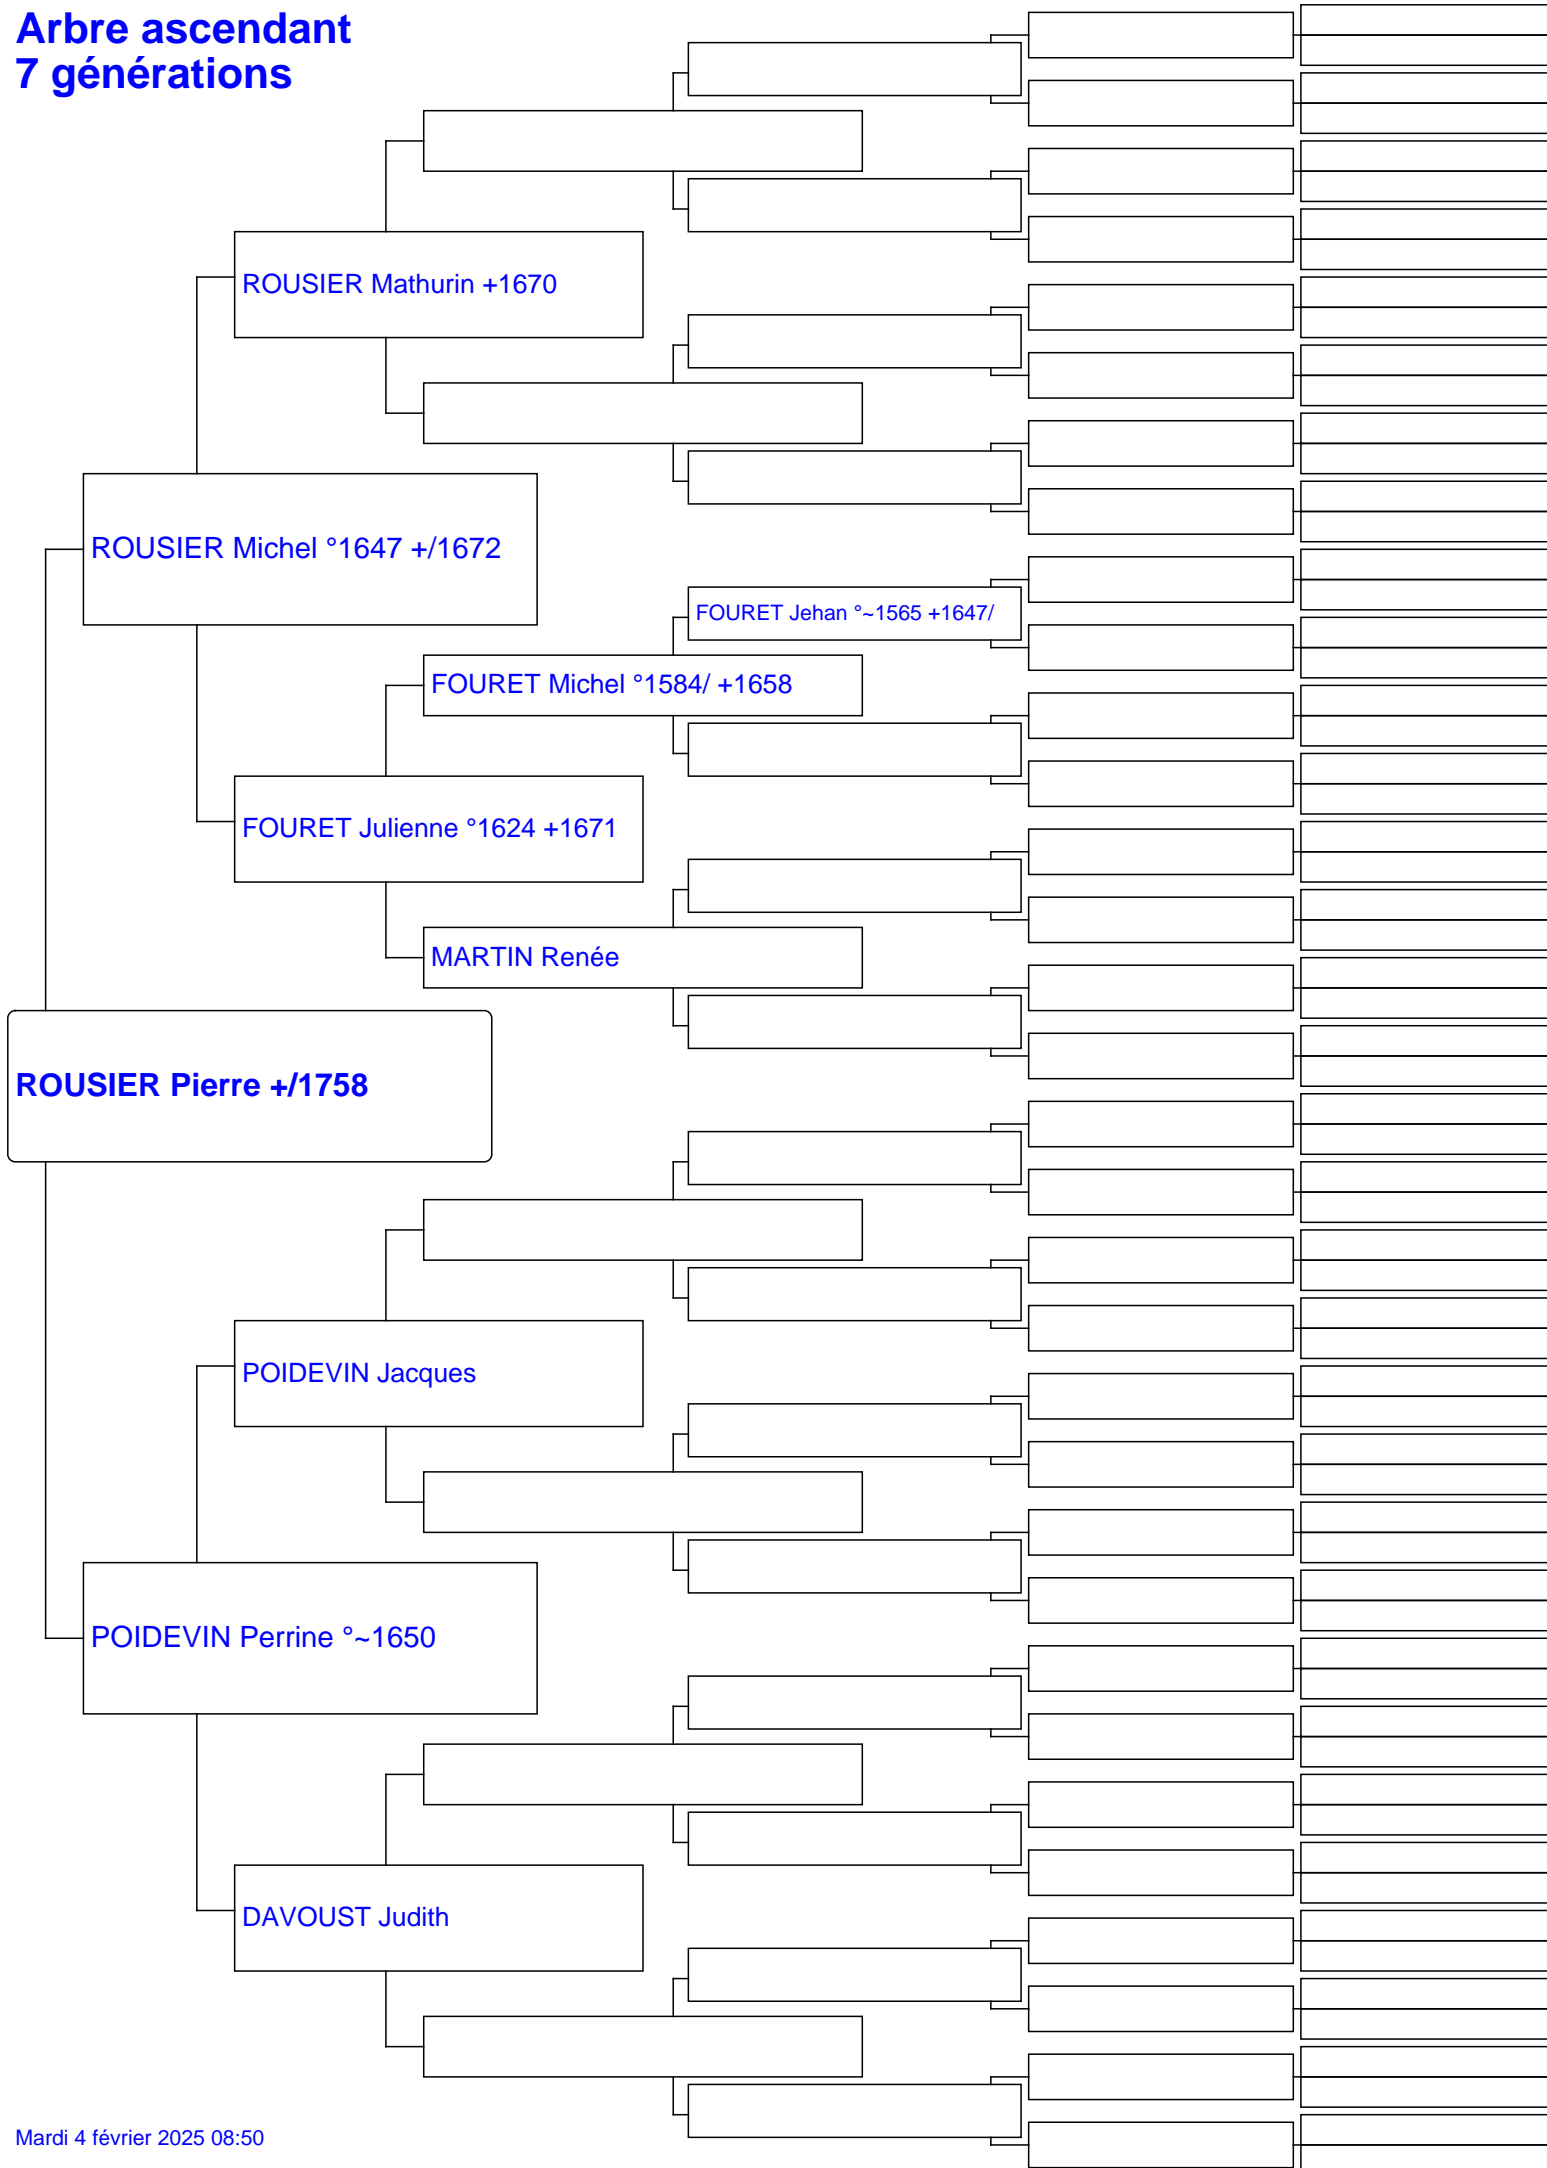 Arbre ascendant
7 générations
ROUSIER Mathurin +1670
ROUSIER Michel °1647 +/1672
FOURET Jehan °~1565 +1647/
FOURET Michel °1584/ +1658
FOURET Julienne °1624 +1671
MARTIN Renée
ROUSIER Pierre +/1758
POIDEVIN Jacques
POIDEVIN Perrine °~1650
DAVOUST Judith
Mardi 4 février 2025 08:50